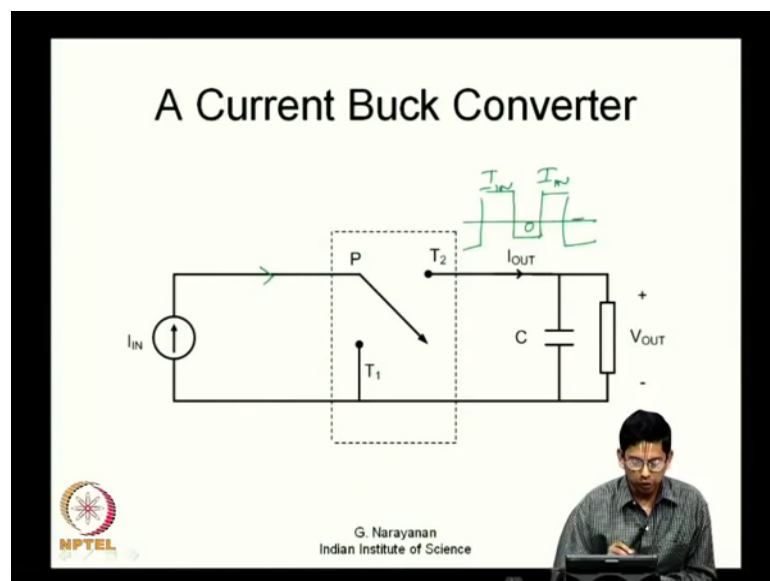 A Current Buck Converter
I_IN I_IN
0
P T₂ I_OUT
I_IN C + V_OUT -
T₁
NPTEL
G. Narayanan
Indian Institute of Science